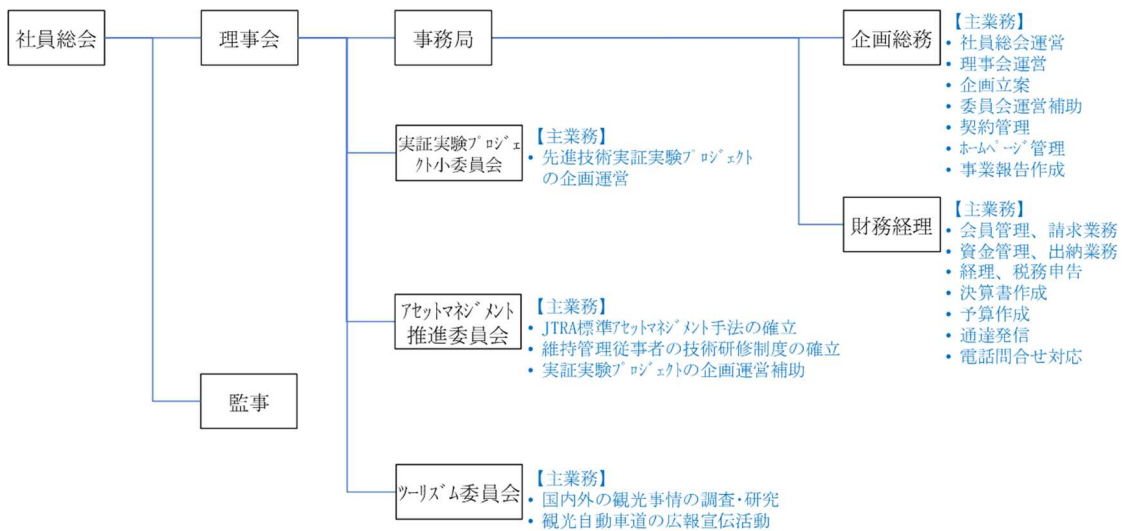 社員総会
理事会
事務局
企画総務
【主業務】
• 社員総会運営
• 理事会運営
• 企画立案
• 委員会運営補助
• 契約管理
• ﾎｰﾑﾍﾟｰｼﾞ管理
• 事業報告作成
実証実験ﾌﾟﾛｼﾞｪ
ｸﾄ小委員会
【主業務】
• 先進技術実証実験ﾌﾟﾛｼﾞｪｸﾄ
の企画運営
財務経理
【主業務】
• 会員管理、請求業務
• 資金管理、出納業務
• 経理、税務申告
• 決算書作成
• 予算作成
• 通達発信
• 電話問合せ対応
ｱｾｯﾄﾏﾈｼﾞﾒﾝﾄ
推進委員会
【主業務】
• JTRA標準ｱｾｯﾄﾏﾈｼﾞﾒﾝﾄ手法の確立
• 維持管理従事者の技術研修制度の確立
• 実証実験ﾌﾟﾛｼﾞｪｸﾄの企画運営補助
監事
ﾂｰﾘｽﾞﾑ委員会
【主業務】
• 国内外の観光事情の調査･研究
• 観光自動車道の広報宣伝活動